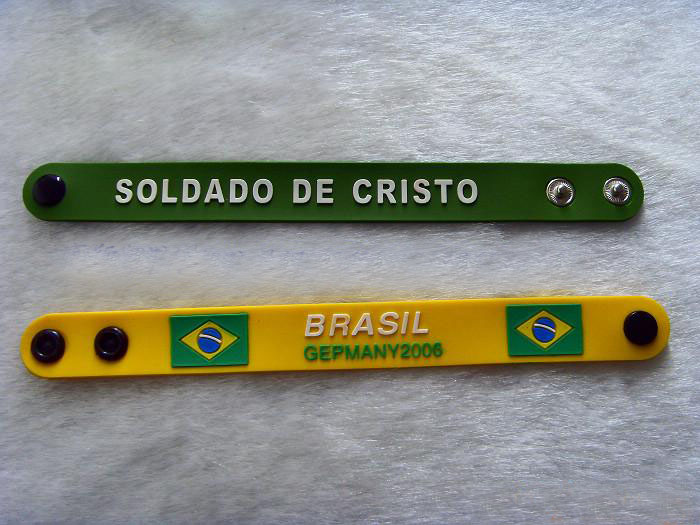 SOLDADO DE CRISTO
BRASIL
GEPMANY2006